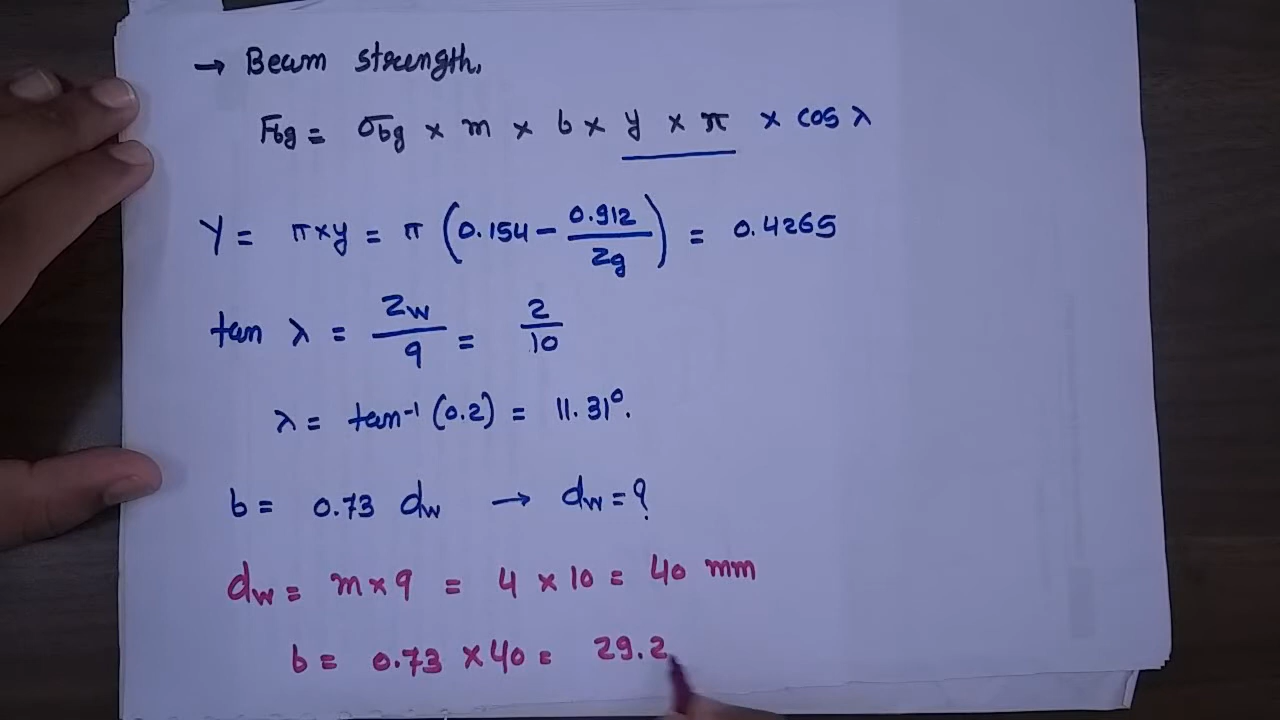 → Beam strength,
Fbg = σbg × m × b × y × π × cos λ
Y = π×y = π (0.154 - 0.912/Zg) = 0.4265
tan λ = Zw/q = 2/10
λ = tan⁻¹ (0.2) = 11.31°.
b = 0.73 dw → dw = ?
dw = m × q = 4 × 10 = 40 mm
b = 0.73 × 40 = 29.2